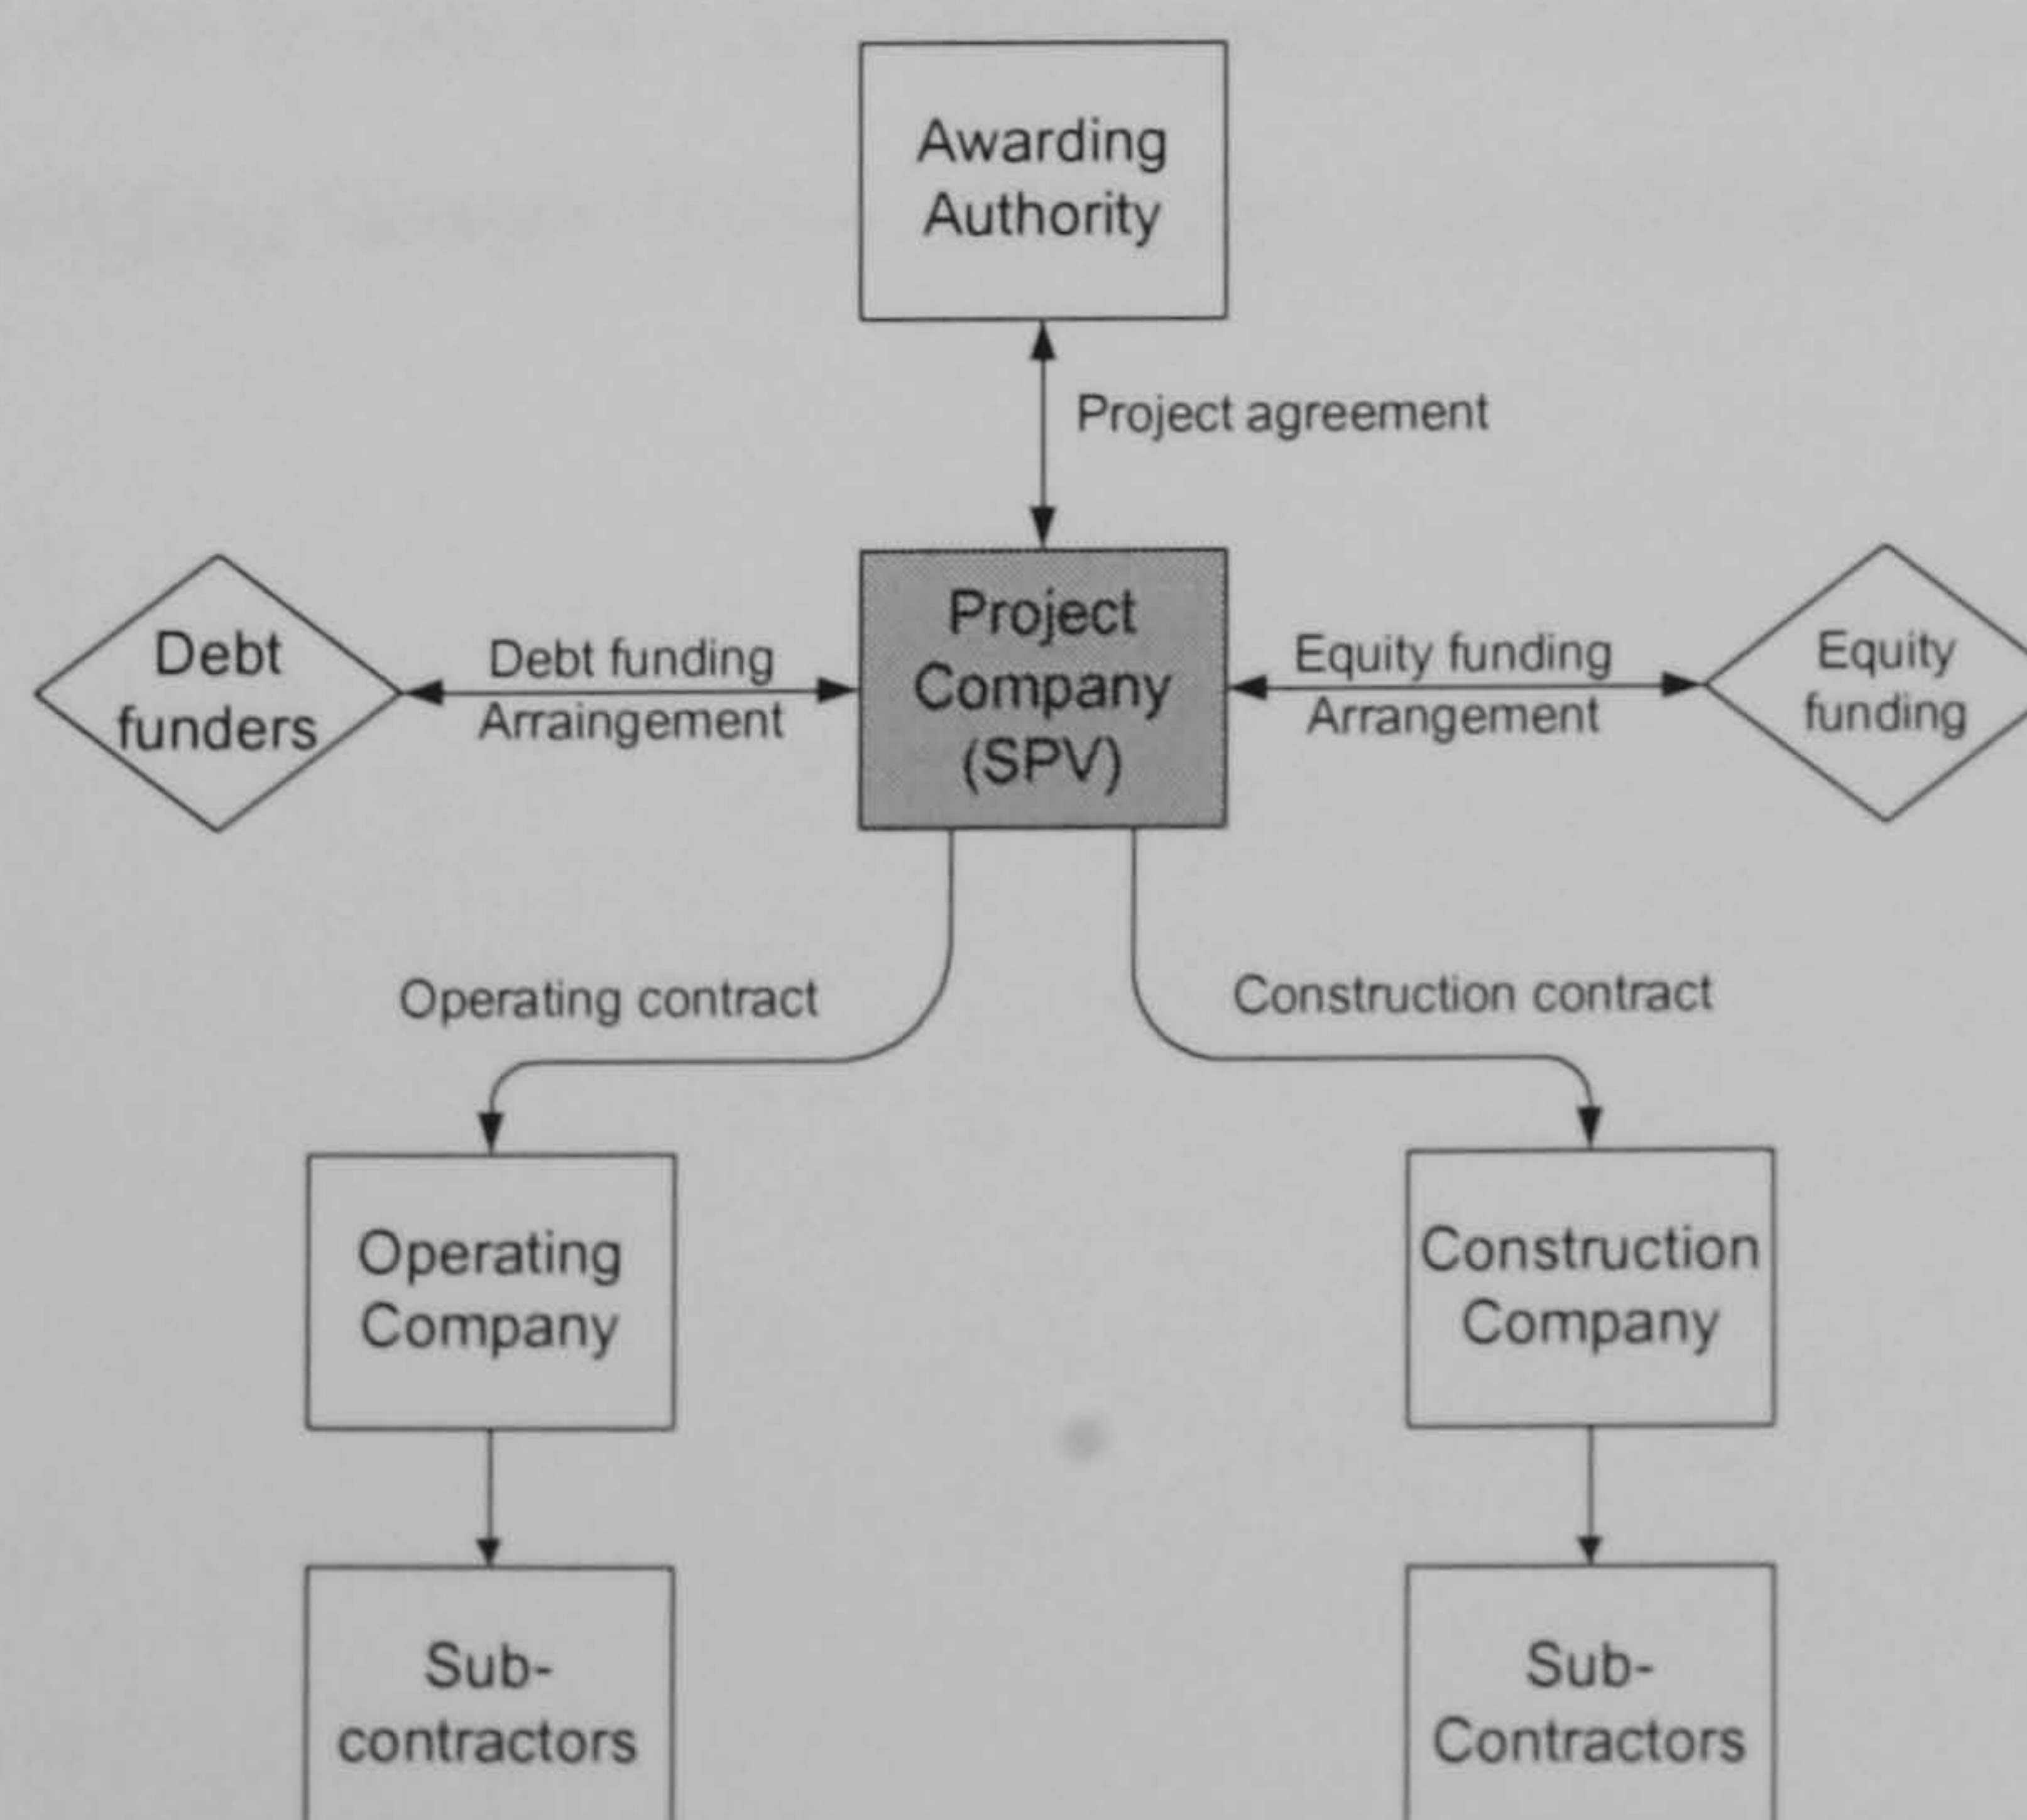 Awarding
Authority
Project agreement
Debt
funders
Debt funding
Arraingement
Project
Company
(SPV)
Equity funding
Arrangement
Equity
funding
Operating contract
Construction contract
Operating
Company
Construction
Company
Sub-
contractors
Sub-
Contractors